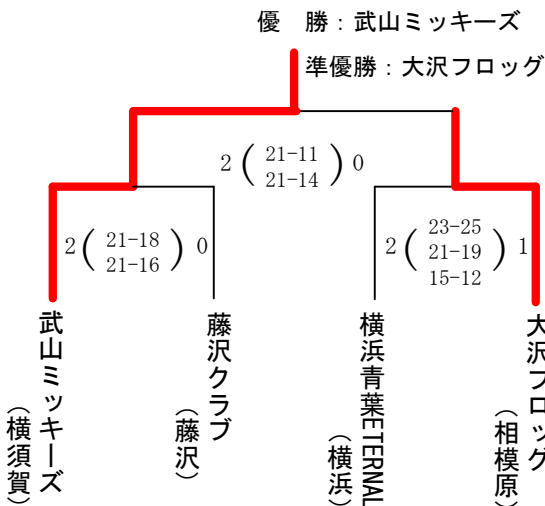 優　勝：武山ミッキーズ
準優勝：大沢フロッグ
2 ( 21-11 ) 0
21-14
2 ( 21-18 ) 0
21-16
2 ( 23-25 ) 1
21-19
15-12
武山ミッキーズ
（横須賀）
藤沢クラブ
（藤沢）
横浜青葉ETERNAL
（横浜）
大沢フロッグ
（相模原）